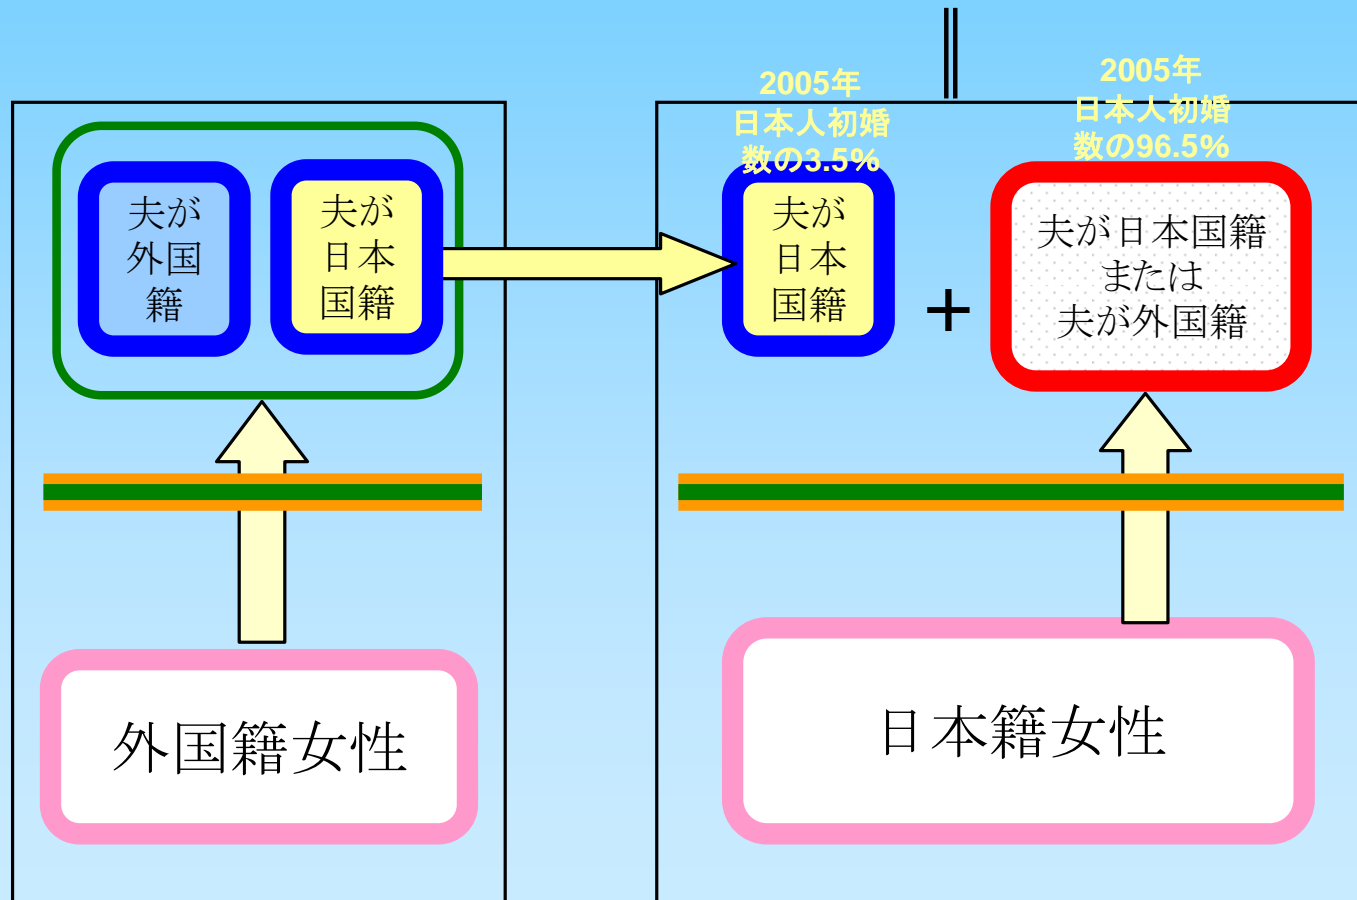 2005年
日本人初婚
数の3.5%
2005年
日本人初婚
数の96.5%
夫が
外国
籍
夫が
日本
国籍
夫が
日本
国籍
+
夫が日本国籍
または
夫が外国籍
外国籍女性
日本籍女性